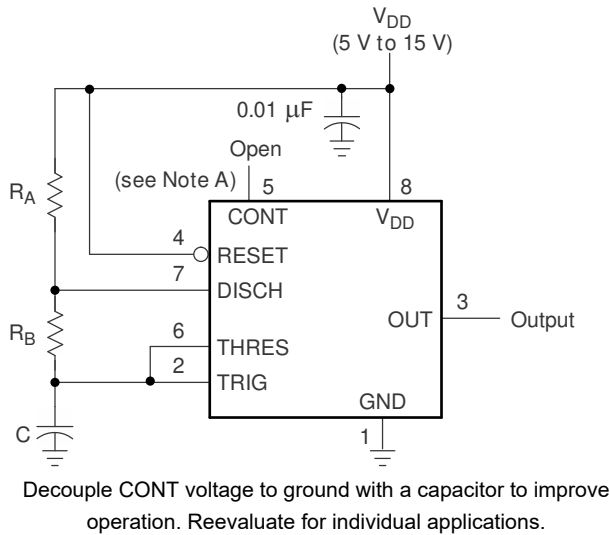 V_DD
(5 V to 15 V)
0.01 μF
Open
(see Note A)
5
8
CONT
V_DD
R_A
4
RESET
7
DISCH
3
OUT
Output
R_B
6
THRES
2
TRIG
GND
C
1
Decouple CONT voltage to ground with a capacitor to improve
operation. Reevaluate for individual applications.